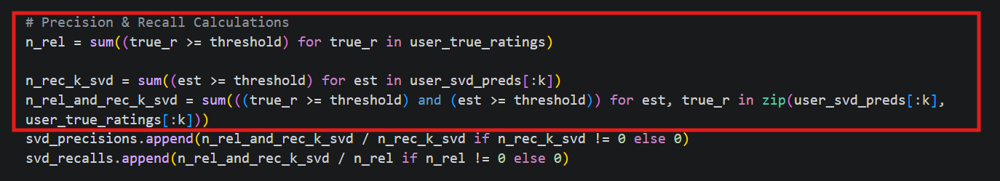 # Precision & Recall Calculations
n_rel = sum((true_r >= threshold) for true_r in user_true_ratings)
n_rec_k_svd = sum((est >= threshold) for est in user_svd_preds[:k])
n_rel_and_rec_k_svd = sum(((true_r >= threshold) and (est >= threshold)) for est, true_r in zip(user_svd_preds[:k],
user_true_ratings[:k]))
svd_precisions.append(n_rel_and_rec_k_svd / n_rec_k_svd if n_rec_k_svd != 0 else 0)
svd_recalls.append(n_rel_and_rec_k_svd / n_rel if n_rel != 0 else 0)